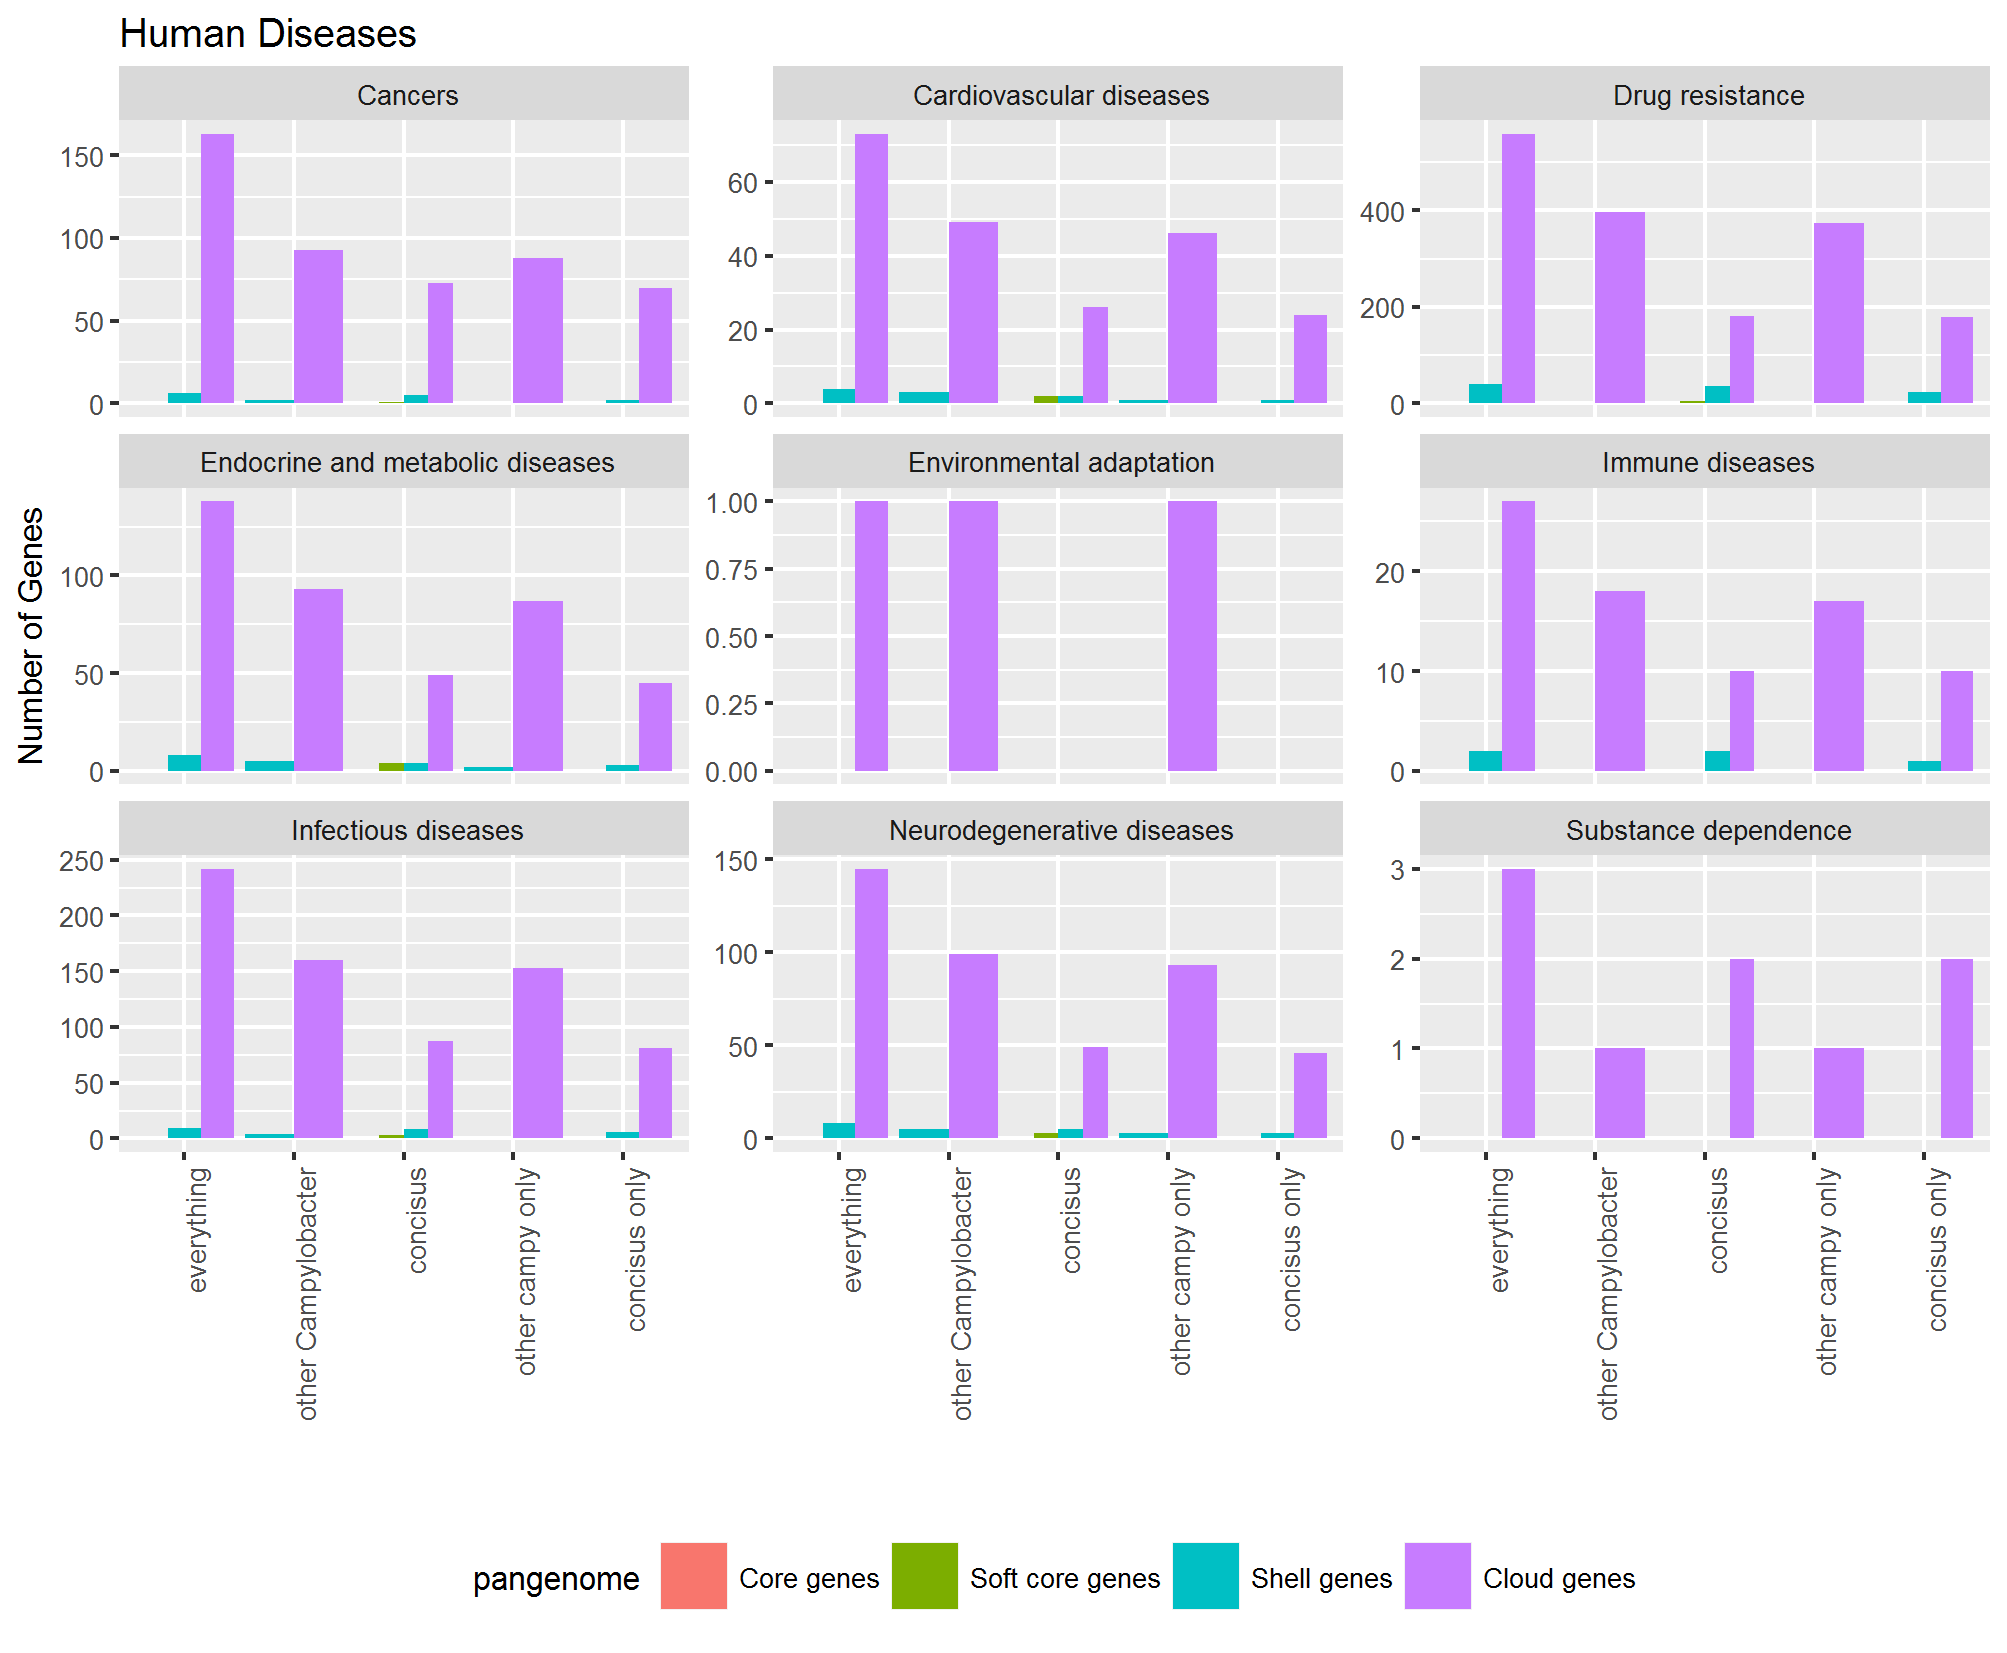 Human Diseases
Cancers
Cardiovascular diseases
Drug resistance
150
100
50
0
60
40
20
0
400
200
0
Endocrine and metabolic diseases
Environmental adaptation
Immune diseases
100
50
0
1.00
0.75
0.50
0.25
0.00
20
10
0
Number of Genes
Infectious diseases
Neurodegenerative diseases
Substance dependence
250
200
150
100
50
0
150
100
50
0
3
2
1
0
everything
other Campylobacter
concisus
other campy only
concisus only
everything
other Campylobacter
concisus
other campy only
concisus only
everything
other Campylobacter
concisus
other campy only
concisus only
pangenome Core genes Soft core genes Shell genes Cloud genes